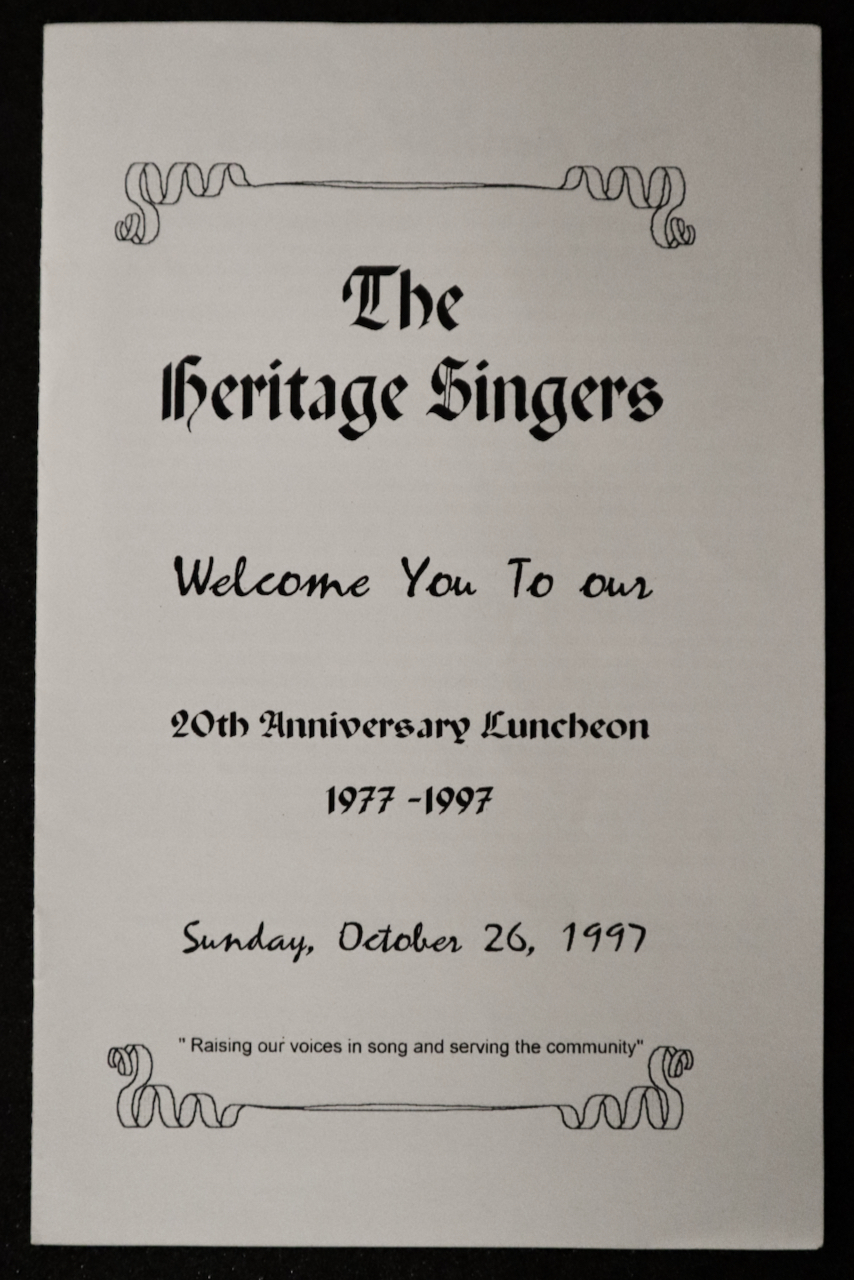 The
Heritage Singers
Welcome You To our
20th Anniversary Luncheon
1977 -1997
Sunday, October 26, 1997
" Raising our voices in song and serving the community"